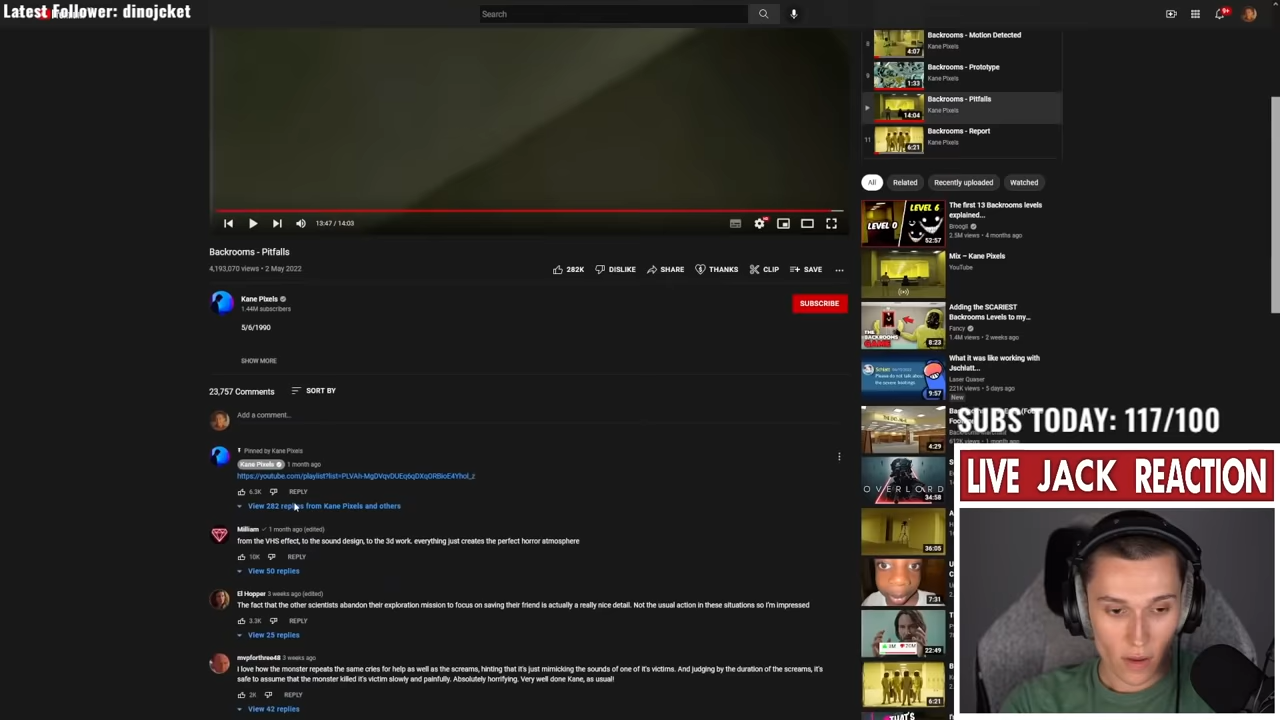 Latest Follower: dinojcket
Search
9+
8
Backrooms - Motion Detected
Kane Pixels
4:07
9
Backrooms - Prototype
Kane Pixels
1:33
Backrooms - Pitfalls
Kane Pixels
14:04
11
Backrooms - Report
Kane Pixels
6:21
All
Related
Recently uploaded
Watched
LEVEL 0
LEVEL 6
52:57
The first 13 Backrooms levels
explained...
Broogli
2.5M views • 4 months ago
Mix – Kane Pixels
YouTube
8:23
Adding the SCARIEST
Backrooms Levels to my...
Fancy
1.4M views • 2 weeks ago
9:57
What it was like working with
Jschlatt...
221K views • 5 days ago
New
4:29
SUBS TODAY: 117/100
OVERLORD
34:58
36:05
7:31
22:49
6:21
LIVE JACK REACTION
13:47 / 14:03
Backrooms - Pitfalls
4,193,070 views • 2 May 2022
282K
DISLIKE
SHARE
THANKS
CLIP
SAVE
Kane Pixels
1.44M subscribers
SUBSCRIBE
5/6/1990
SHOW MORE
23,757 Comments
SORT BY
Add a comment...
Pinned by Kane Pixels
Kane Pixels 1 month ago
6.3K REPLY
View 282 replies from Kane Pixels and others
Milliam 1 month ago (edited)
from the VHS effect, to the sound design, to the 3d work. everything just creates the perfect horror atmosphere
10K REPLY
View 50 replies
El Hopper 3 weeks ago (edited)
The fact that the other scientists abandon their exploration mission to focus on saving their friend is actually a really nice detail. Not the usual action in these situations so I'm impressed
3.3K REPLY
View 25 replies
mvpforthree48 3 weeks ago
I love how the monster repeats the same cries for help as well as the screams, hinting that it's just mimicking the sounds of one of it's victims. And judging by the duration of the screams, it's
safe to assume that the monster killed it's victim slowly and painfully. Absolutely horrifying. Very well done Kane, as usual!
2K REPLY
View 42 replies